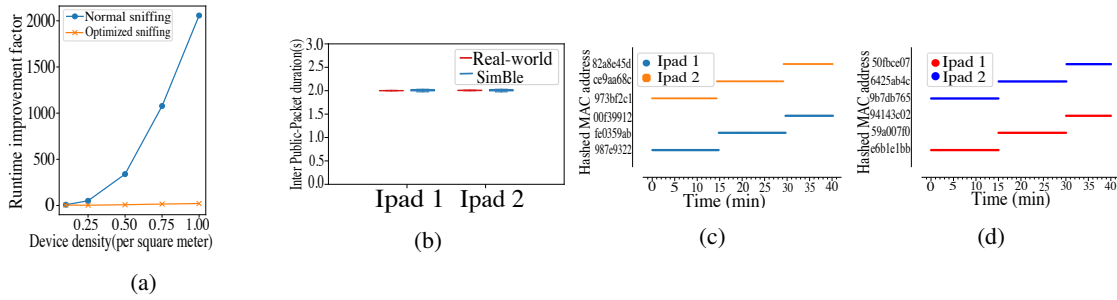 Runtime improvement factor
2000
1500
1000
500
0
Normal sniffing
Optimized sniffing
0.25 0.50 0.75 1.00
Device density(per square meter)
(a)
Inter Public-Packet duration(s)
3.0
2.5
2.0
1.5
1.0
0.5
0.0
Real-world
SimBle
Ipad 1 Ipad 2
(b)
Hashed MAC address
82a8e45d
ce9aa68c
973bf2c1
00f39912
fe0359ab
987e9322
Ipad 1
Ipad 2
0 5 10 15 20 25 30 35 40
Time (min)
(c)
Hashed MAC address
50fbce07
6425ab4c
9b7db765
94143c02
59a007f0
e6b1e1bb
Ipad 1
Ipad 2
0 5 10 15 20 25 30 35 40
Time (min)
(d)